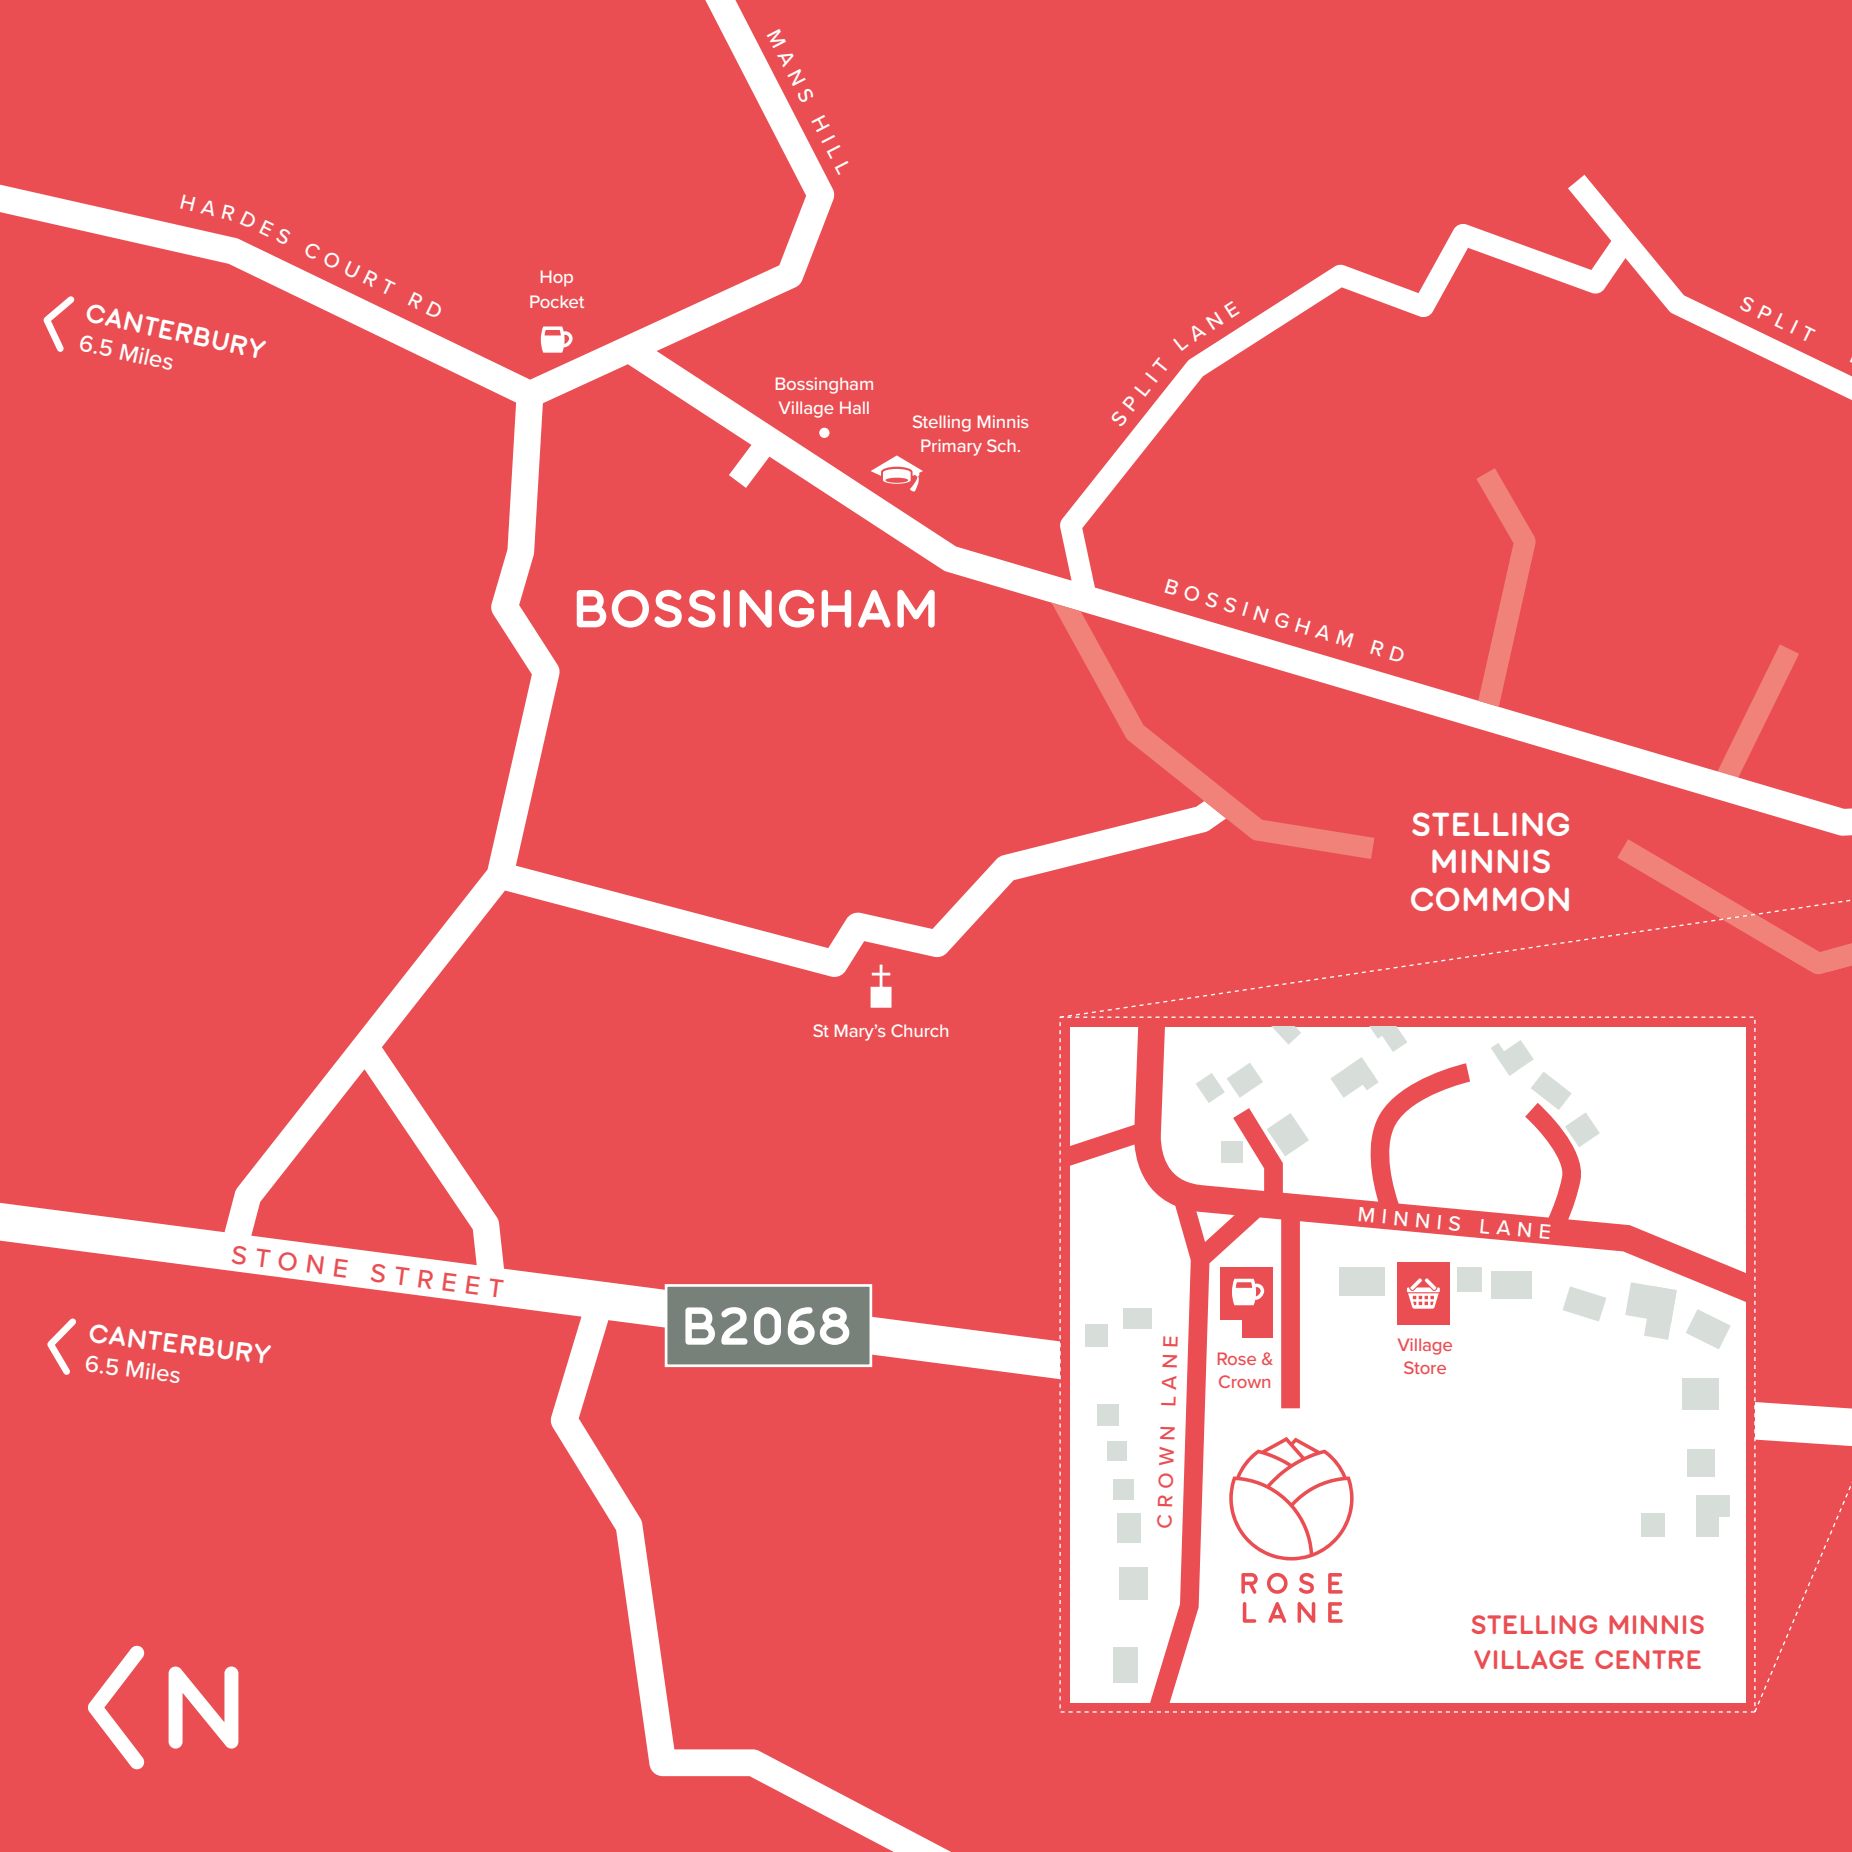 MANS HILL
HARDES COURT RD
CANTERBURY
6.5 Miles
Hop
Pocket
Bossingham
Village Hall
Stelling Minnis
Primary Sch.
SPLIT LANE
SPLIT
BOSSINGHAM
BOSSINGHAM RD
STELLING
MINNIS
COMMON
St Mary's Church
STONE STREET
B2068
CANTERBURY
6.5 Miles
N
MINNIS LANE
CROWN LANE
Rose &
Crown
Village
Store
ROSE
LANE
STELLING MINNIS
VILLAGE CENTRE